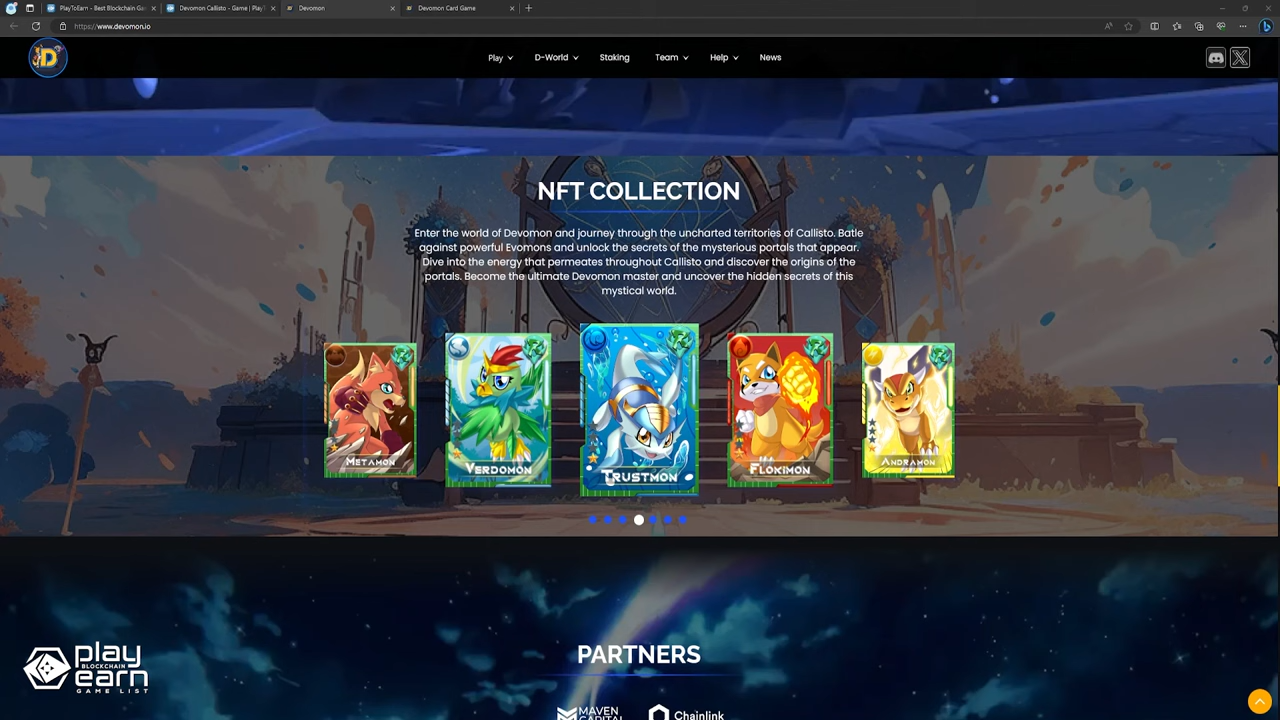 PlayToEarn - Best Blockchain Ga
Devomon Callisto - Game | PlayT
Devomon
Devomon Card Game
https://www.devomon.io
D
Play
D-World
Staking
Team
Help
News
NFT COLLECTION
Enter the world of Devomon and journey through the uncharted territories of Callisto. Batle
against powerful Evomons and unlock the secrets of the mysterious portals that appear.
Dive into the energy that permeates throughout Callisto and discover the origins of the
portals. Become the ultimate Devomon master and uncover the hidden secrets of this
mystical world.
METAMON
VERDOMON
TRUSTMON
FLOKIMON
ANDRAMON
PARTNERS
play
BLOCKCHAIN
earn
GAME LIST
MAVEN
CAPITAL
Chainlink